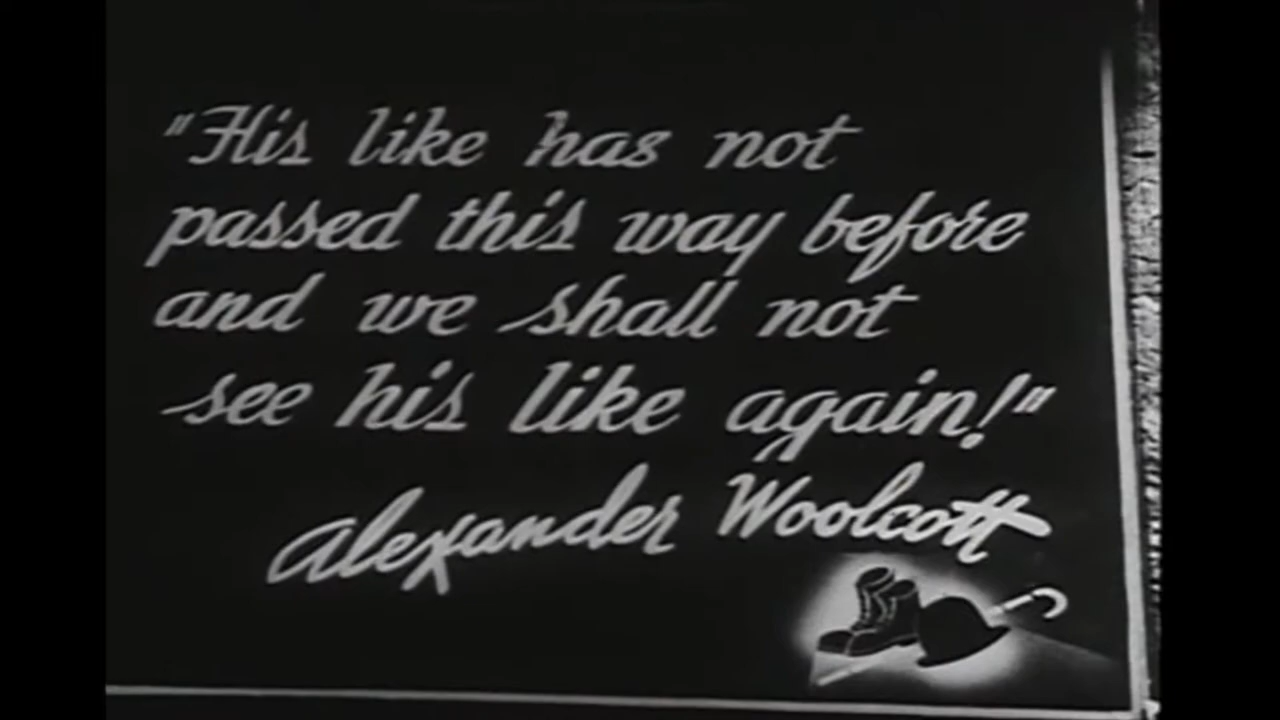 "His like has not
passed this way before
and we shall not
see his like again!"
Alexander Woolcott